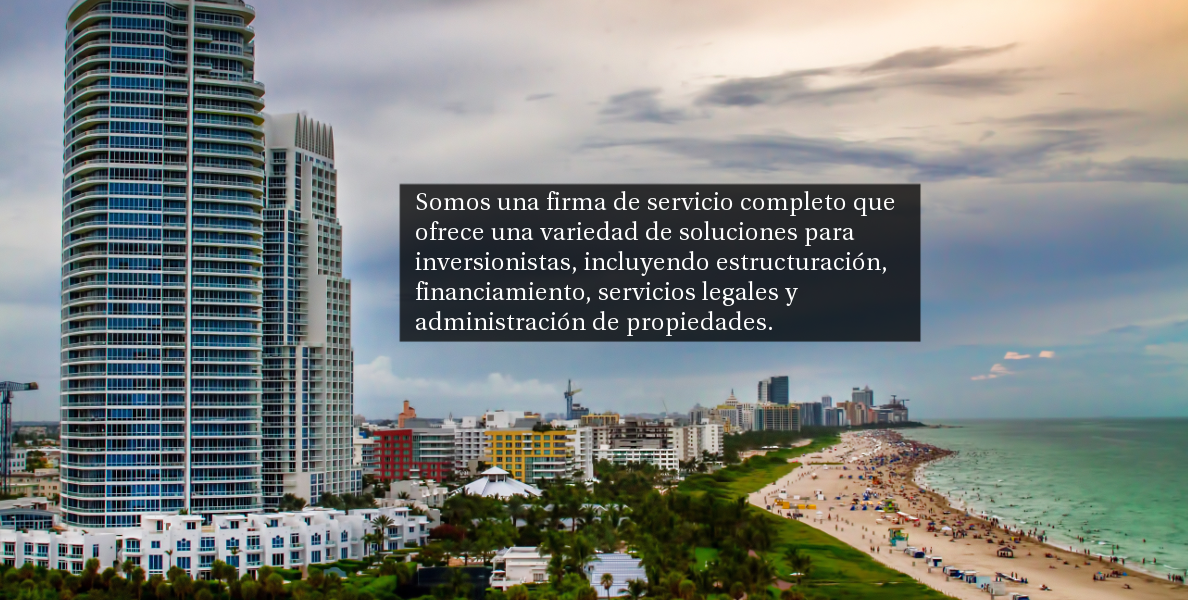 Somos una firma de servicio completo que
ofrece una variedad de soluciones para
inversionistas, incluyendo estructuración,
financiamiento, servicios legales y
administración de propiedades.